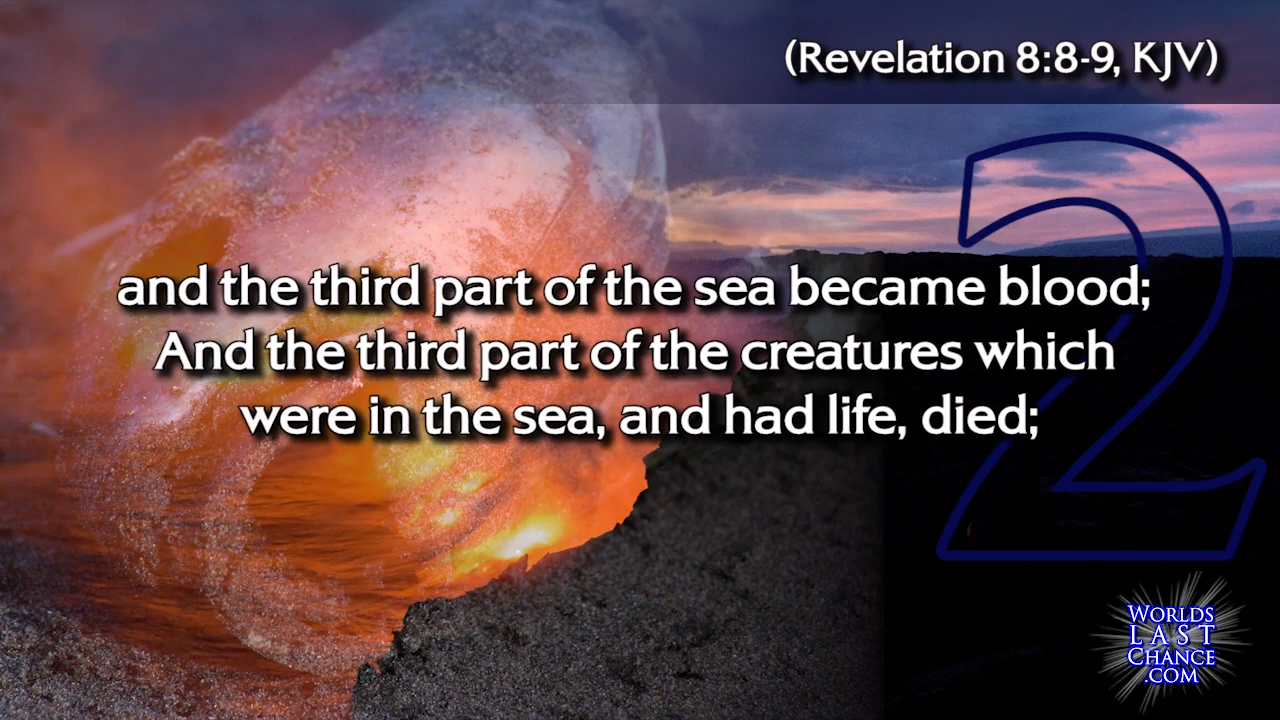 (Revelation 8:8-9, KJV)
2
and the third part of the sea became blood;
And the third part of the creatures which
were in the sea, and had life, died;
WORLDS
LAST
CHANCE
.COM